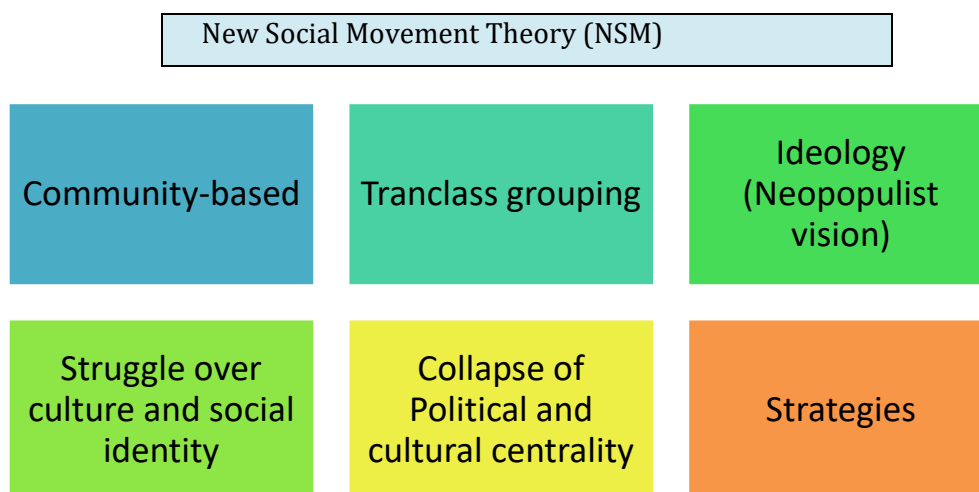 New Social Movement Theory (NSM)
Community-based
Tranclass grouping
Ideology
(Neopopulist
vision)
Struggle over
culture and social
identity
Collapse of
Political and
cultural centrality
Strategies